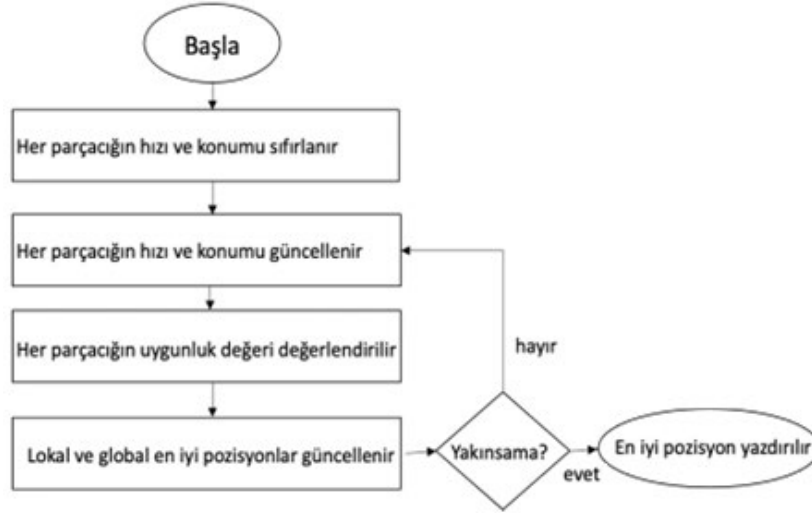 Başla
Her parçacığın hızı ve konumu sıfırlanır
Her parçacığın hızı ve konumu güncellenir
Her parçacığın uygunluk değeri değerlendirilir
hayır
Lokal ve global en iyi pozisyonlar güncellenir
Yakınsama?
evet
En iyi pozisyon yazdırılır